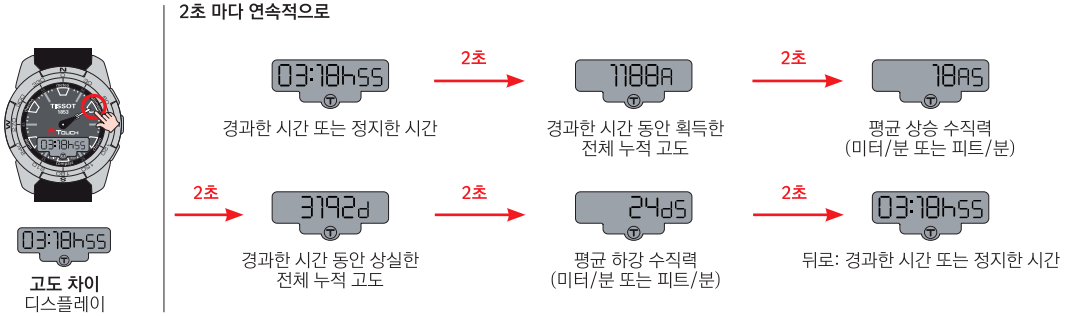 2초 마다 연속적으로
TISSOT
1853
TOUCH
03:18hss
03:18hss
고도 차이
디스플레이
03:18hss
2초
1188A
2초
18AS
경과한 시간 또는 정지한 시간
경과한 시간 동안 획득한
전체 누적 고도
평균 상승 수직력
(미터/분 또는 피트/분)
2초
3192d
2초
24dS
2초
03:18hss
경과한 시간 동안 상실한
전체 누적 고도
평균 하강 수직력
(미터/분 또는 피트/분)
뒤로: 경과한 시간 또는 정지한 시간